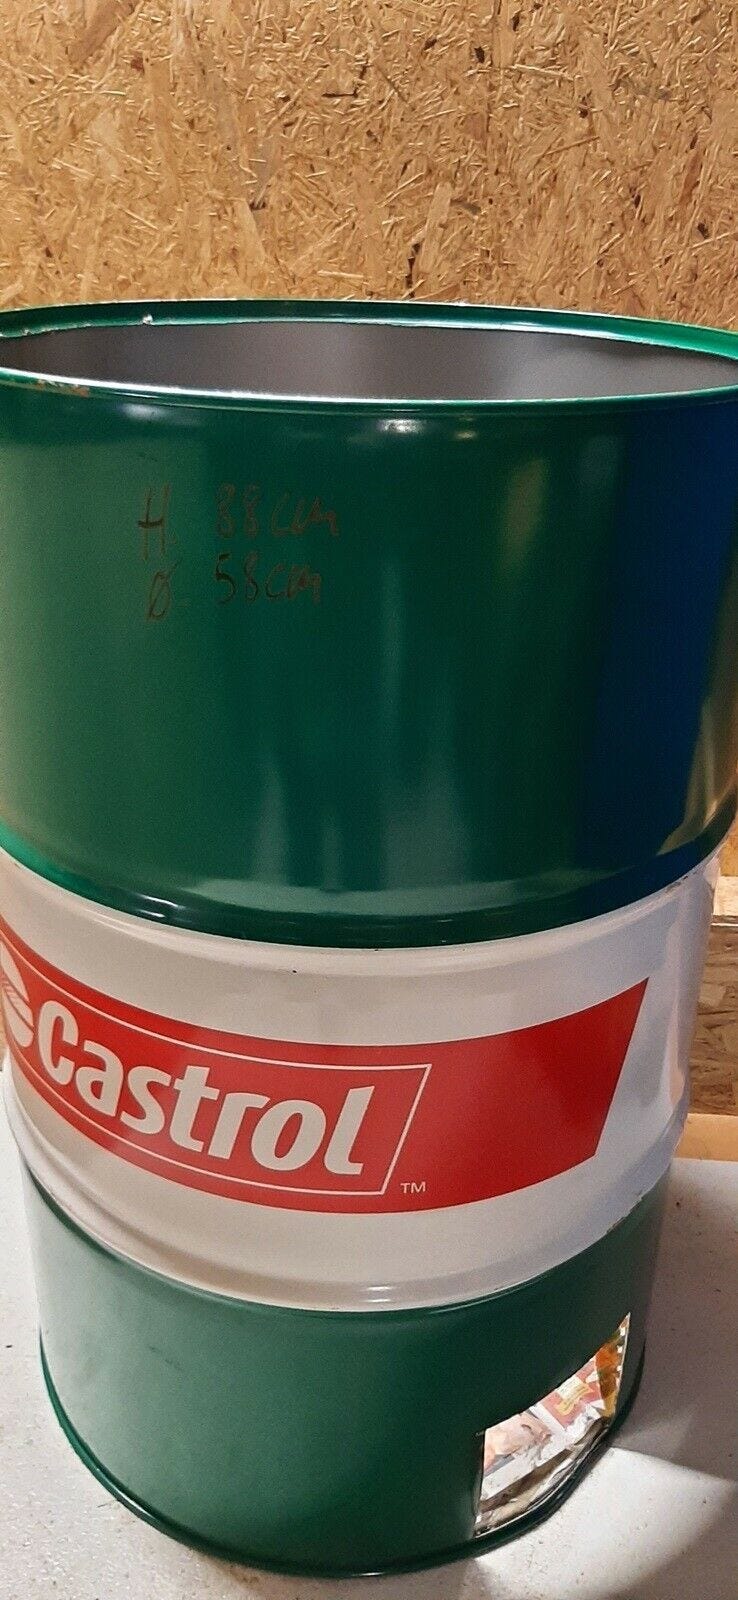 H 88cm
Ø 58cm
Castrol
TM